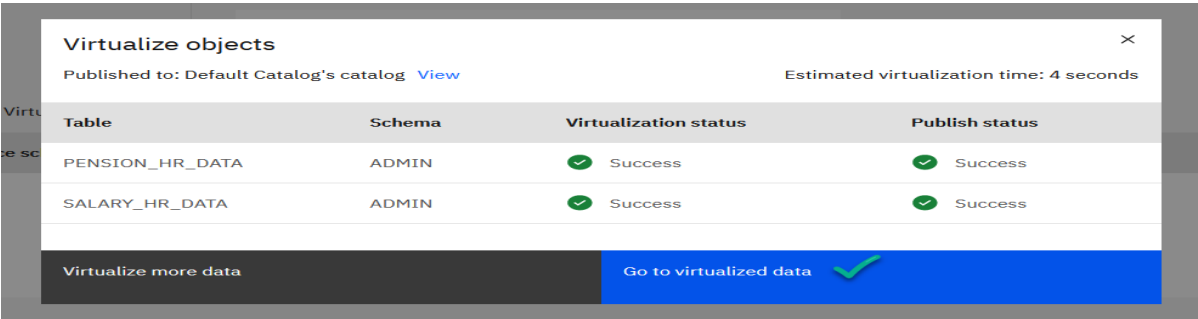 Virtualize objects
Published to: Default Catalog's catalog View Estimated virtualization time: 4 seconds
Table Schema Virtualization status Publish status
PENSION_HR_DATA ADMIN Success Success
SALARY_HR_DATA ADMIN Success Success
Virtualize more data Go to virtualized data